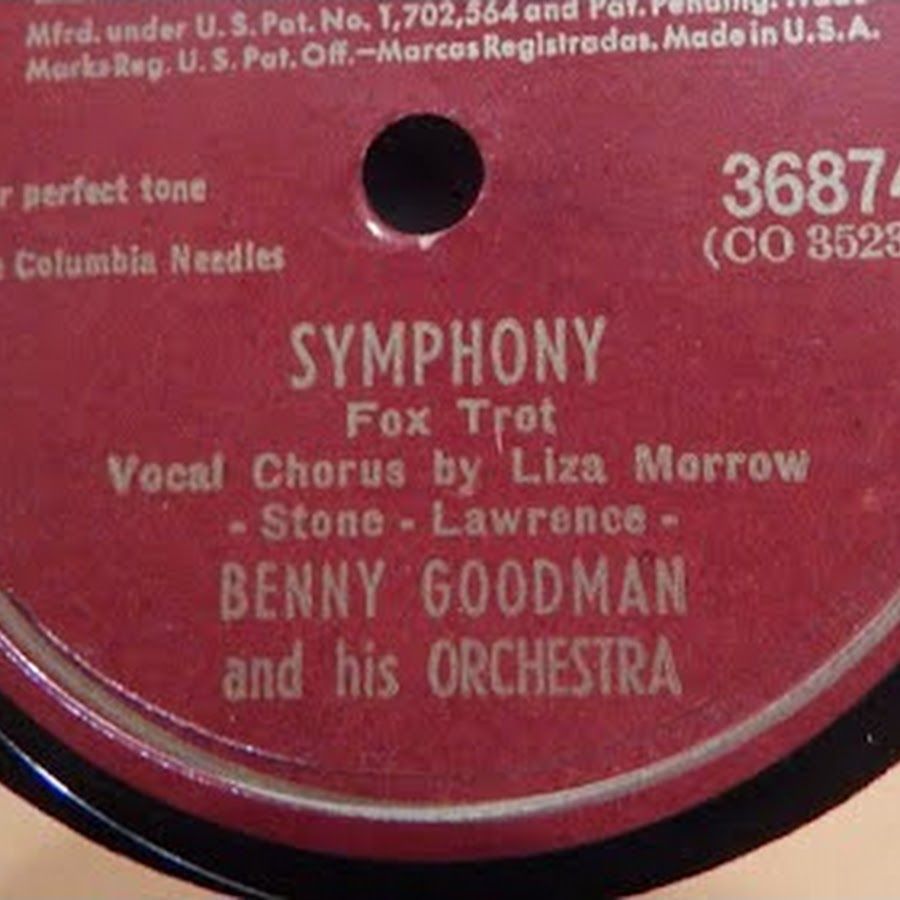 Mfrd. under U.S. Pat. No. 1,702,564 and Pat. Pending. Trade
Marks Reg. U.S. Pat. Off.—Marcas Registradas. Made in U.S.A.
r perfect tone
36874
Columbia Needles
(CO 3523
SYMPHONY
Fox Trot
Vocal Chorus by Liza Morrow
- Stone - Lawrence -
BENNY GOODMAN
and his ORCHESTRA